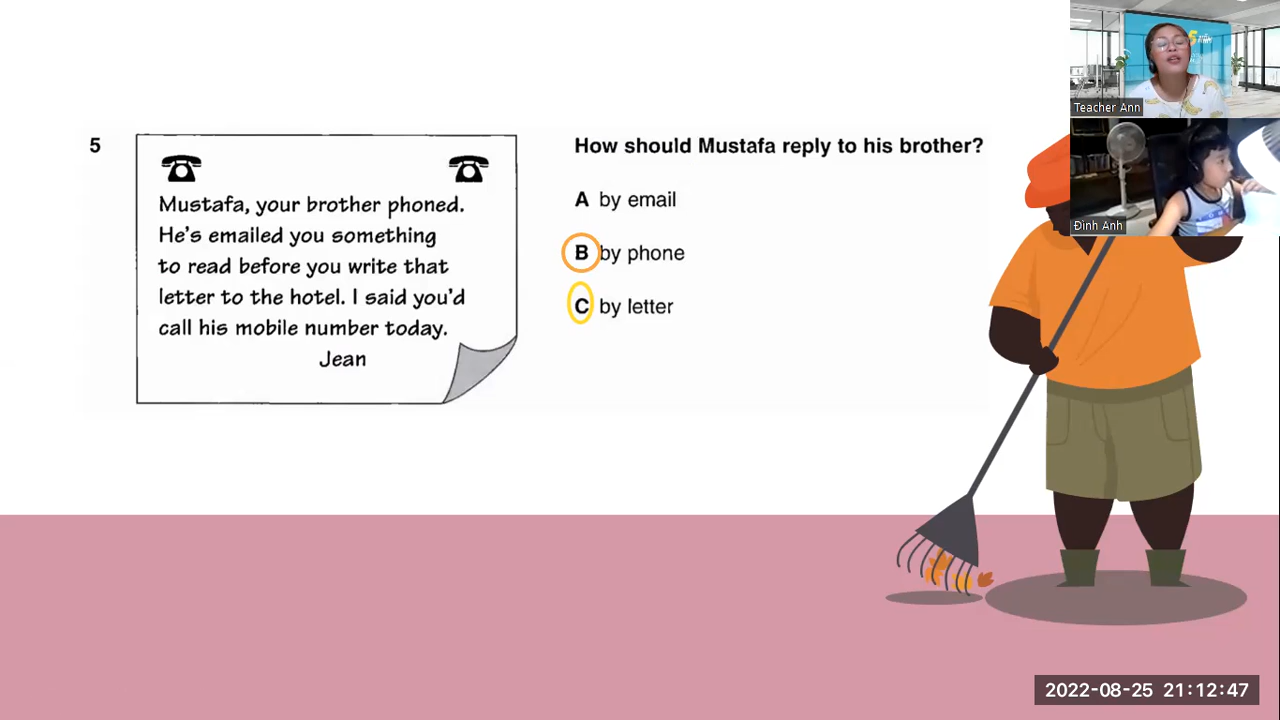 5
Mustafa, your brother phoned.
He's emailed you something
to read before you write that
letter to the hotel. I said you'd
call his mobile number today.
Jean
How should Mustafa reply to his brother?
A by email
B by phone
C by letter
Teacher Ann
Đình Anh
2022-08-25 21:12:47